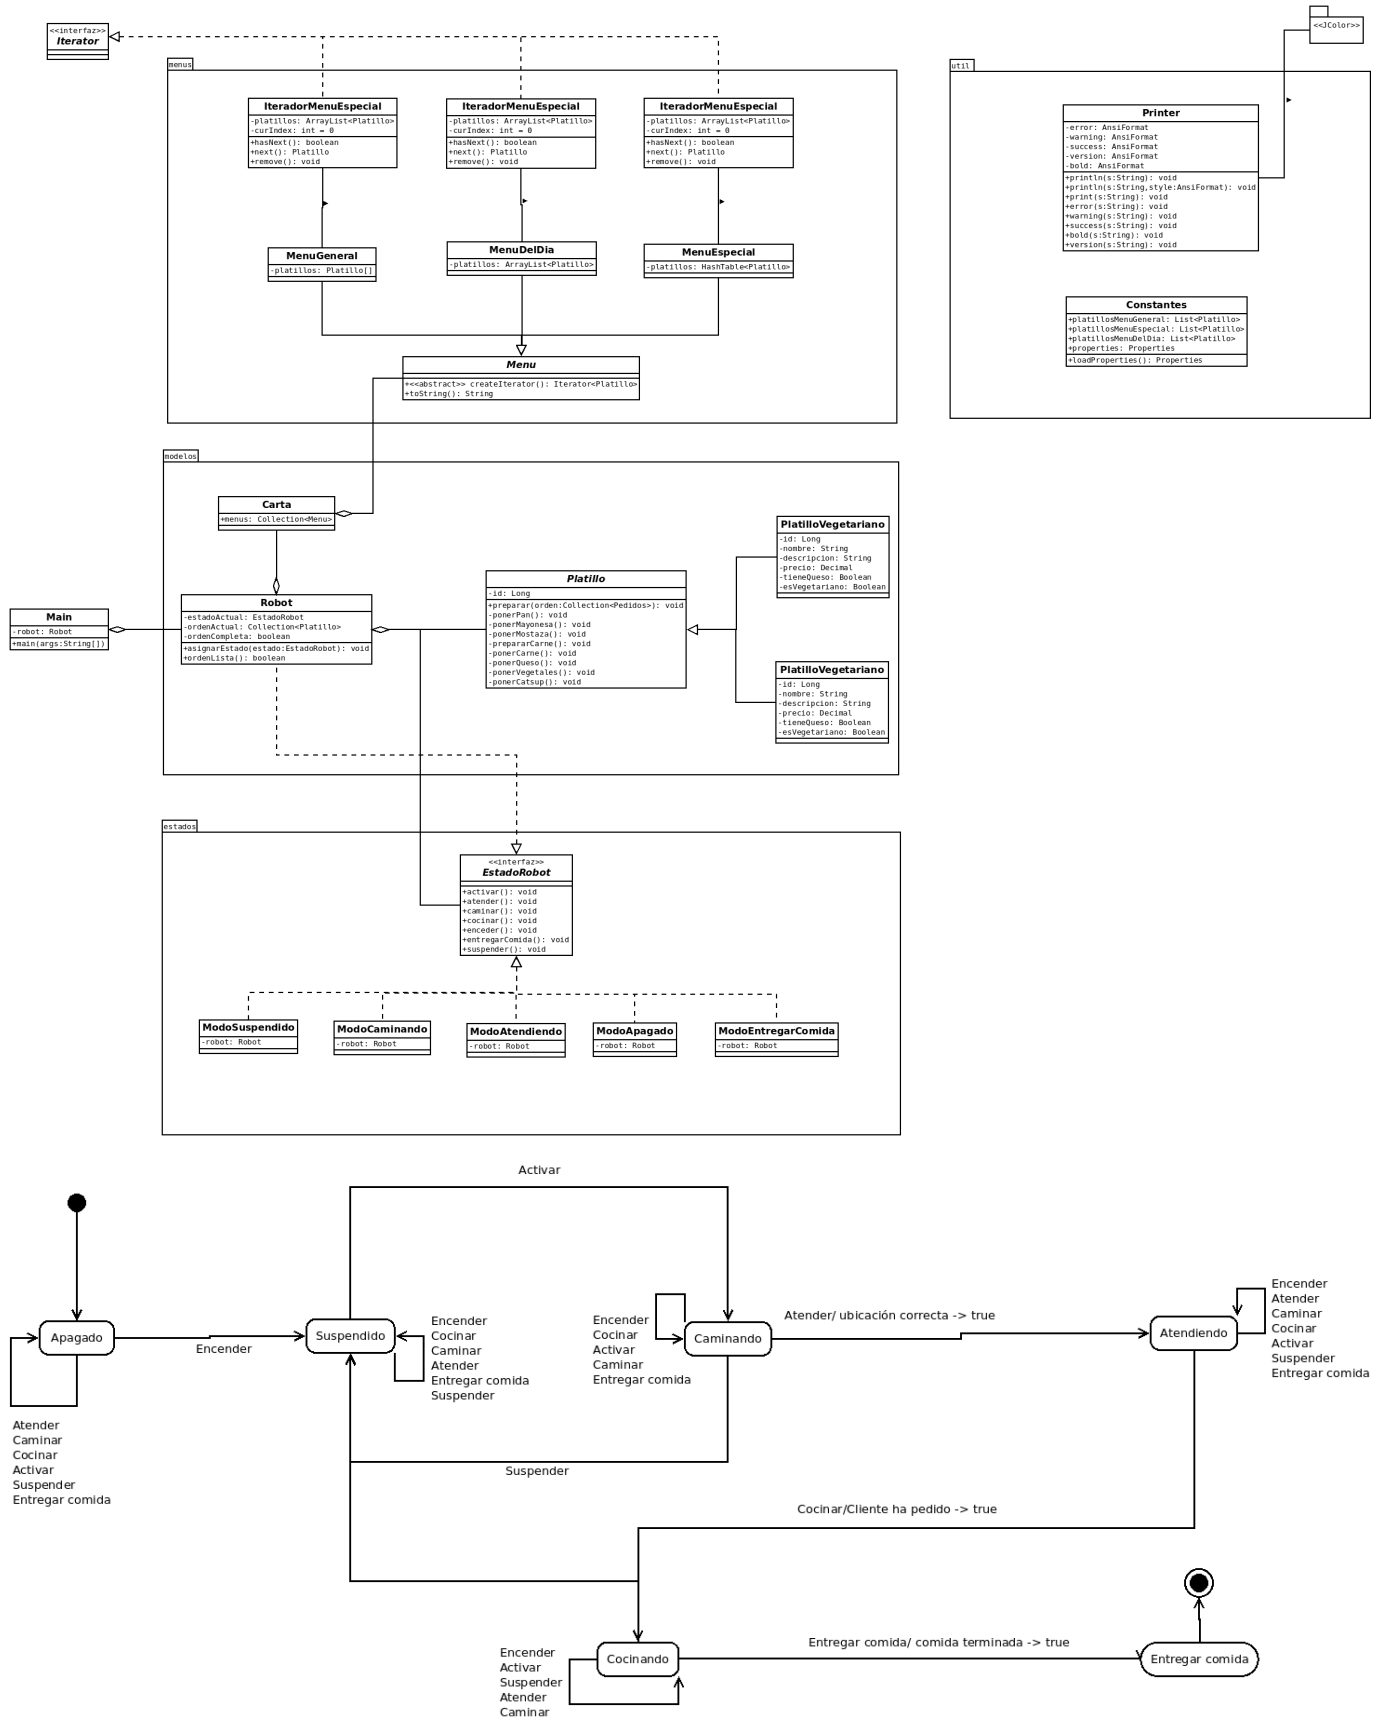 <<interfaz>>
Iterator
menus
IteradorMenuEspecial
-platillos: ArrayList<Platillo>
-curIndex: int = 0
+hasNext(): boolean
+next(): Platillo
+remove(): void
IteradorMenuEspecial
-platillos: ArrayList<Platillo>
-curIndex: int = 0
+hasNext(): boolean
+next(): Platillo
+remove(): void
IteradorMenuEspecial
-platillos: ArrayList<Platillo>
-curIndex: int = 0
+hasNext(): boolean
+next(): Platillo
+remove(): void
MenuGeneral
-platillos: Platillo[]
MenuDelDia
-platillos: ArrayList<Platillo>
MenuEspecial
-platillos: HashTable<Platillo>
Menu
+<<abstract>> createIterator(): Iterator<Platillo>
+toString(): String
<<JColor>>
util
Printer
-error: AnsiFormat
-warning: AnsiFormat
-success: AnsiFormat
-version: AnsiFormat
-bold: AnsiFormat
+println(s:String): void
+println(s:String,style:AnsiFormat): void
+print(s:String): void
+error(s:String): void
+warning(s:String): void
+success(s:String): void
+bold(s:String): void
+version(s:String): void
Constantes
+platillosMenuGeneral: List<Platillo>
+platillosMenuEspecial: List<Platillo>
+platillosMenuDelDia: List<Platillo>
+properties: Properties
+loadProperties(): Properties
modelos
Carta
+menus: Collection<Menu>
Main
-robot: Robot
+main(args:String[])
Robot
-estadoActual: EstadoRobot
-ordenActual: Collection<Platillo>
-ordenCompleta: boolean
+asignarEstado(estado:EstadoRobot): void
+ordenLista(): boolean
Platillo
-id: Long
+preparar(orden:Collection<Pedidos>): void
-ponerPan(): void
-ponerMayonesa(): void
-ponerMostaza(): void
-prepararCarne(): void
-ponerCarne(): void
-ponerQueso(): void
-ponerVegetales(): void
-ponerCatsup(): void
PlatilloVegetariano
-id: Long
-nombre: String
-descripcion: String
-precio: Decimal
-tieneQueso: Boolean
-esVegetariano: Boolean
PlatilloVegetariano
-id: Long
-nombre: String
-descripcion: String
-precio: Decimal
-tieneQueso: Boolean
-esVegetariano: Boolean
estados
<<interfaz>>
EstadoRobot
+activar(): void
+atender(): void
+caminar(): void
+cocinar(): void
+enceder(): void
+entregarComida(): void
+suspender(): void
ModoSuspendido
-robot: Robot
ModoCaminando
-robot: Robot
ModoAtendiendo
-robot: Robot
ModoApagado
-robot: Robot
ModoEntregarComida
-robot: Robot
Activar
Apagado
Encender
Atender
Caminar
Cocinar
Activar
Suspender
Entregar comida
Suspendido
Encender
Cocinar
Caminar
Atender
Entregar comida
Suspender
Encender
Cocinar
Activar
Caminar
Entregar comida
Caminando
Atender/ ubicación correcta -> true
Atendiendo
Encender
Atender
Caminar
Cocinar
Activar
Suspender
Entregar comida
Suspender
Cocinar/Cliente ha pedido -> true
Encender
Activar
Suspender
Atender
Caminar
Cocinando
Entregar comida/ comida terminada -> true
Entregar comida